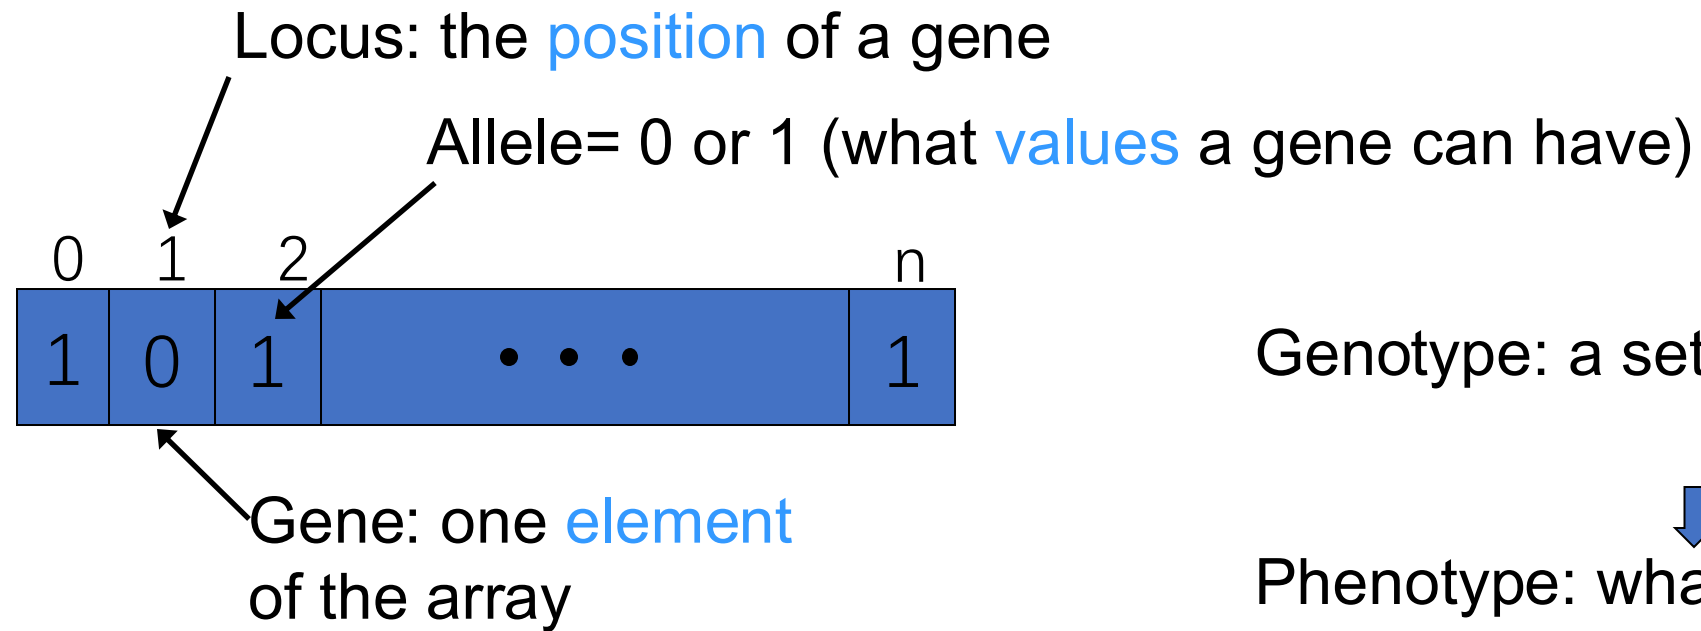 Locus: the position of a gene
Allele= 0 or 1 (what values a gene can have)
0 1 2 n
1 0 1 • • • 1
Genotype: a set
Gene: one element
of the array
Phenotype: